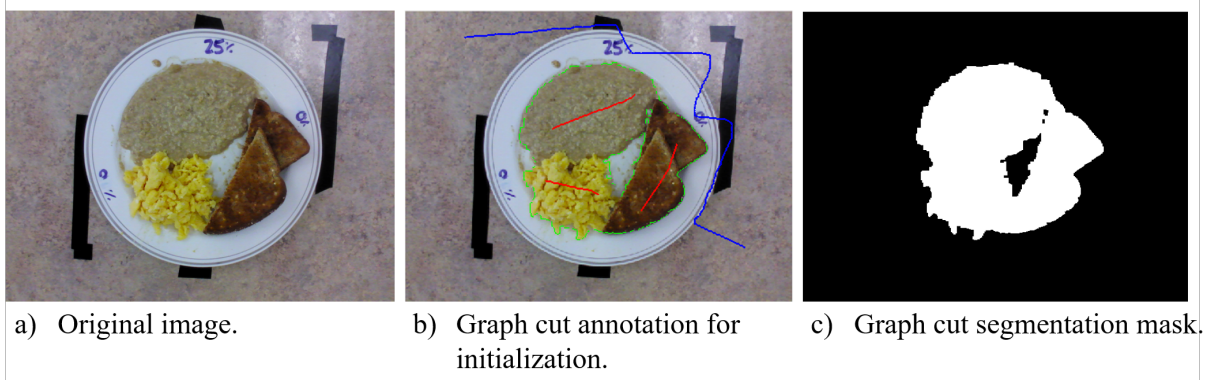 25%
0%
0 %
25
0%
0 %
a) Original image.
b) Graph cut annotation for
initialization.
c) Graph cut segmentation mask.